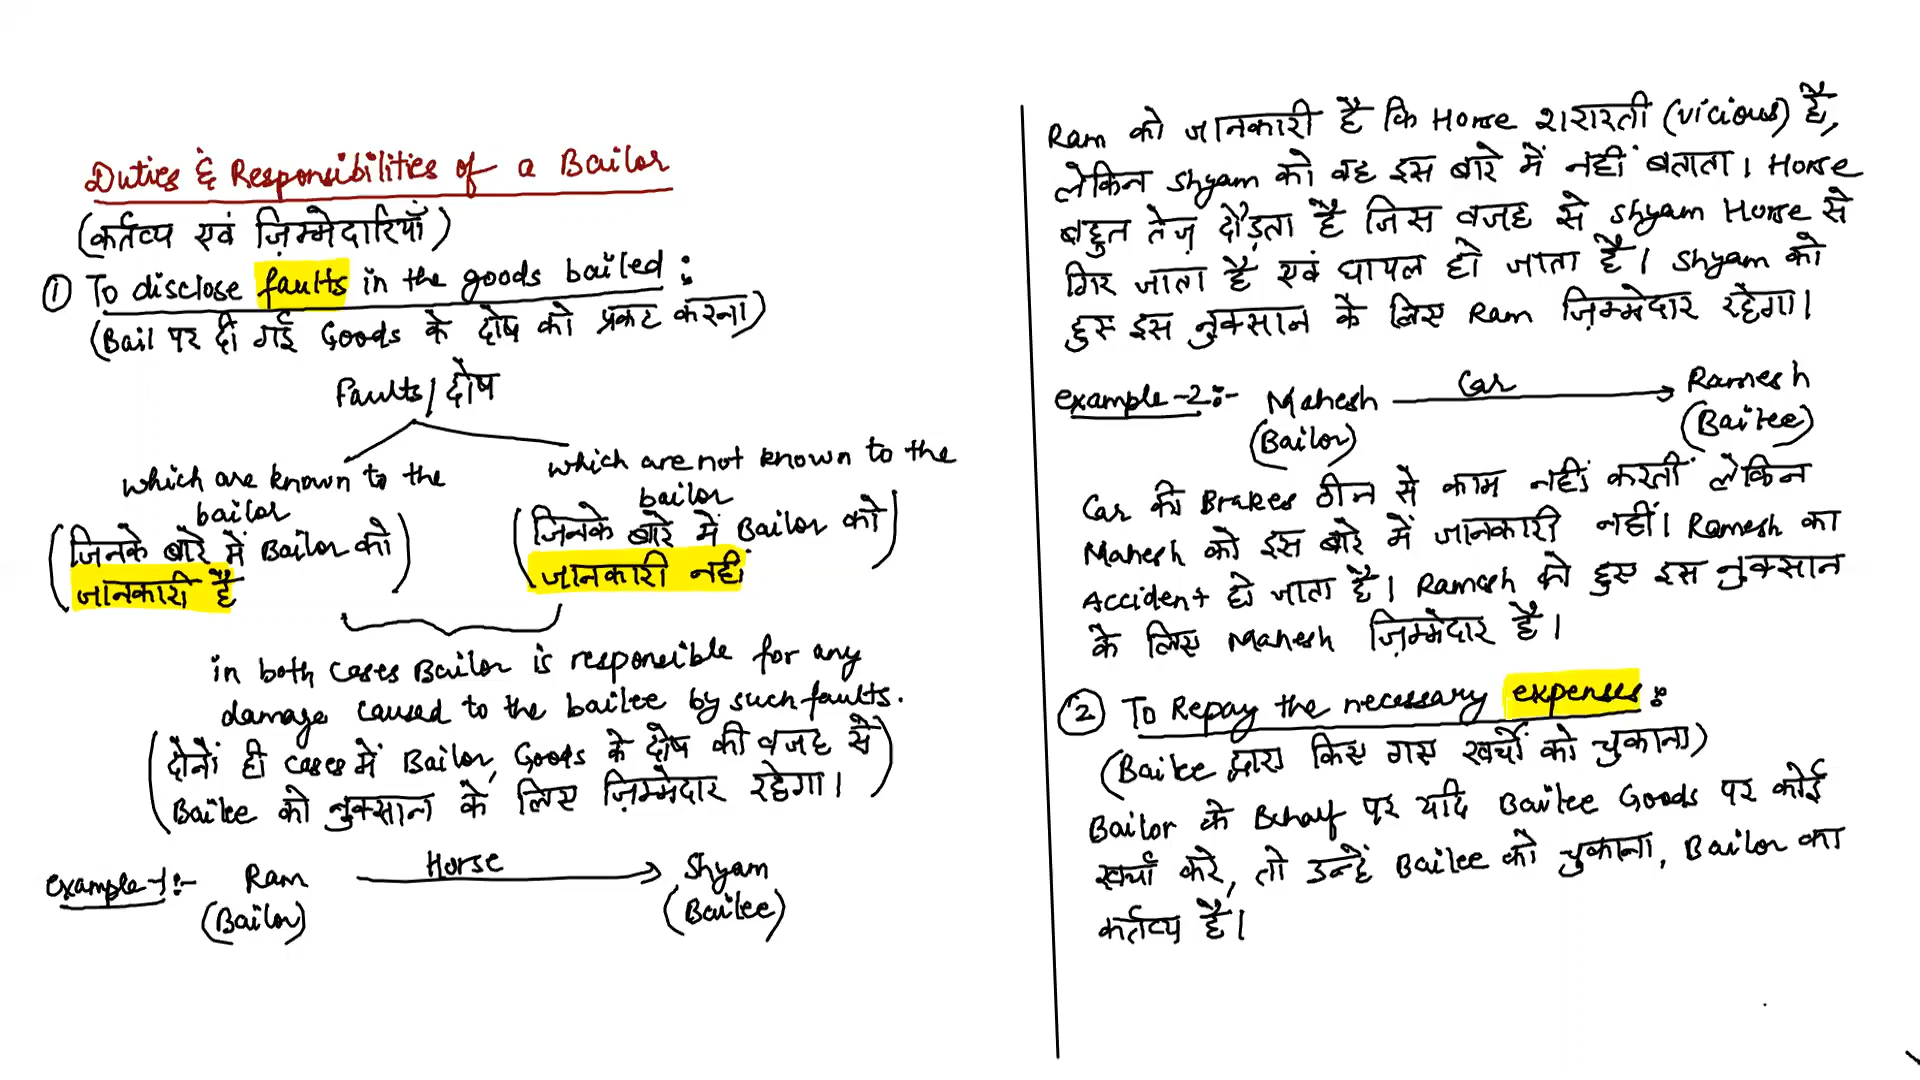 Duties & Responsibilities of a Bailor
(कर्तव्य एवं ज़िम्मेदारियाँ)
① To disclose faults in the goods bailed :
(Bail पर दी गई Goods के दोष को प्रकट करना)
Faults/दोष
which are known to the
bailor
(जिनके बारे में Bailor को
जानकारी है)
which are not known to the
bailor
(जिनके बारे में Bailor को
जानकारी नहीं)
in both cases Bailor is responsible for any
damage caused to the bailee by such faults.
(दोनों ही cases में Bailor, Goods के दोष की वजह से
Bailee को नुक्सान के लिए ज़िम्मेदार रहेगा।)
example-1:- Ram Horse Shyam
(Bailor) (Bailee)
Ram को जानकारी है कि Horse शरारती (vicious) है,
लेकिन Shyam को वह इस बारे में नहीं बताता। Horse
बहुत तेज़ दौड़ता है जिस वजह से Shyam Horse से
गिर जाता है एवं घायल हो जाता है। Shyam को
हुए इस नुक्सान के लिए Ram ज़िम्मेदार रहेगा।
example-2:- Mahesh Car Ramesh
(Bailor) (Bailee)
Car की Brakes ठीक से काम नहीं करतीं लेकिन
Mahesh को इस बारे में जानकारी नहीं। Ramesh का
Accident हो जाता है। Ramesh को हुए इस नुक्सान
के लिए Mahesh ज़िम्मेदार है।
② To Repay the necessary expenses :
(Bailee द्वारा किए गए खर्चों को चुकाना)
Bailor के Behalf पर यदि Bailee Goods पर कोई
खर्चा करे, तो उन्हें Bailee को चुकाना, Bailor का
कर्तव्य है।